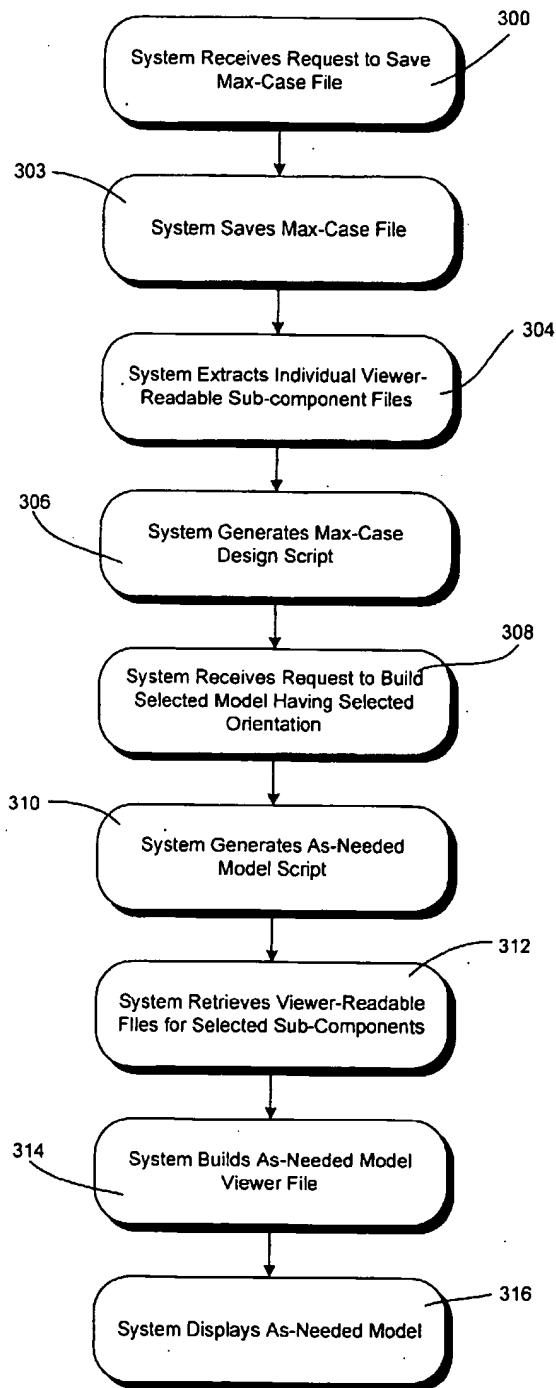 300
System Receives Request to Save
Max-Case File
303
System Saves Max-Case File
304
System Extracts Individual Viewer-
Readable Sub-component Files
306
System Generates Max-Case
Design Script
308
System Receives Request to Build
Selected Model Having Selected
Orientation
310
System Generates As-Needed
Model Script
312
System Retrieves Viewer-Readable
Files for Selected Sub-Components
314
System Builds As-Needed Model
Viewer File
316
System Displays As-Needed Model